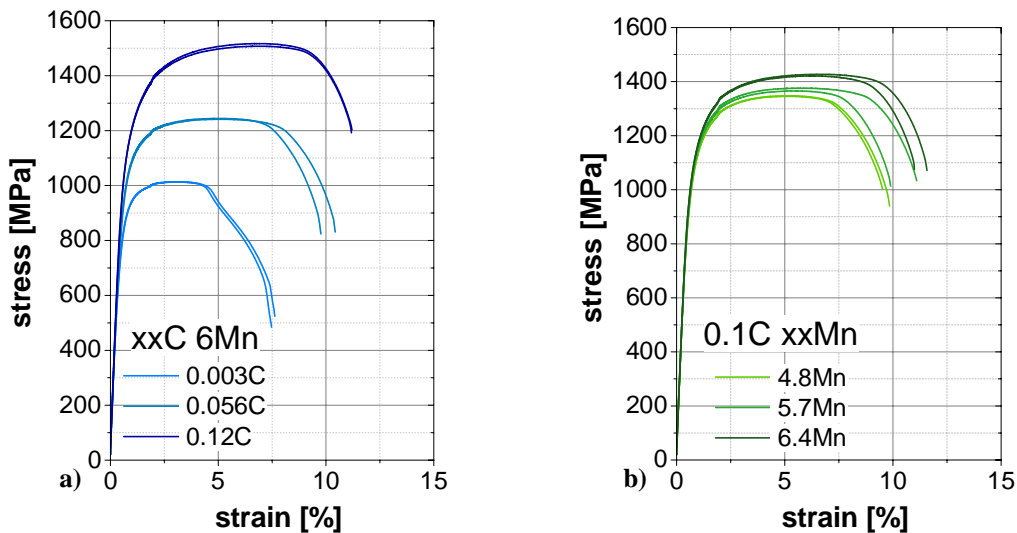 1600
1400
1200
1000
800
600
400
200
0
stress [MPa]
xxC 6Mn
0.003C
0.056C
0.12C
a)
0
5
10
15
strain [%]
1600
1400
1200
1000
800
600
400
200
0
stress [MPa]
0.1C xxMn
4.8Mn
5.7Mn
6.4Mn
b)
0
5
10
15
strain [%]